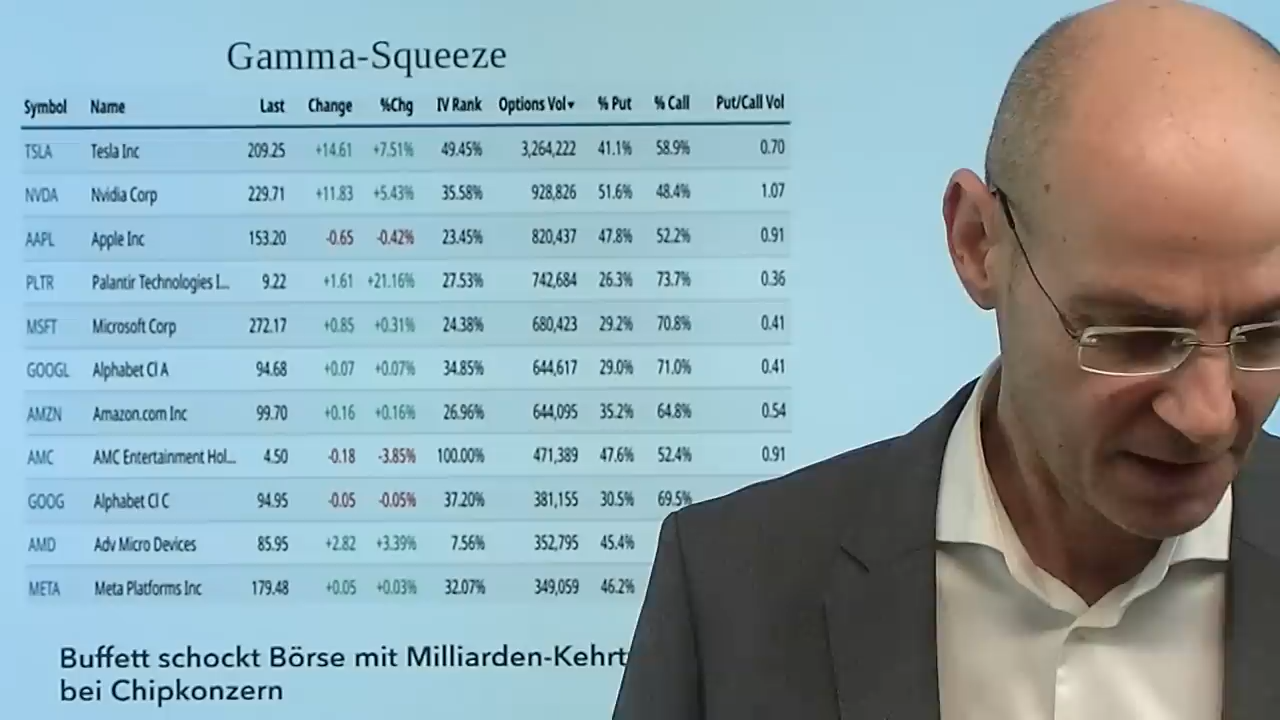 Gamma-Squeeze
Symbol Name Last Change %Chg IV Rank Options Vol▾ % Put % Call Put/Call Vol
TSLA Tesla Inc 209.25 +14.61 +7.51% 49.45% 3,264,222 41.1% 58.9% 0.70
NVDA Nvidia Corp 229.71 +11.83 +5.43% 35.58% 928,826 51.6% 48.4% 1.07
AAPL Apple Inc 153.20 -0.65 -0.42% 23.45% 820,437 47.8% 52.2% 0.91
PLTR Palantir Technologies I... 9.22 +1.61 +21.16% 27.53% 742,684 26.3% 73.7% 0.36
MSFT Microsoft Corp 272.17 +0.85 +0.31% 24.38% 680,423 29.2% 70.8% 0.41
GOOGL Alphabet Cl A 94.68 +0.07 +0.07% 34.85% 644,617 29.0% 71.0% 0.41
AMZN Amazon.com Inc 99.70 +0.16 +0.16% 26.96% 644,095 35.2% 64.8% 0.54
AMC AMC Entertainment Hol... 4.50 -0.18 -3.85% 100.00% 471,389 47.6% 52.4% 0.91
GOOG Alphabet Cl C 94.95 -0.05 -0.05% 37.20% 381,155 30.5% 69.5%
AMD Adv Micro Devices 85.95 +2.82 +3.39% 7.56% 352,795 45.4%
META Meta Platforms Inc 179.48 +0.05 +0.03% 32.07% 349,059 46.2%
Buffett schockt Börse mit Milliarden-Kehrt
bei Chipkonzern